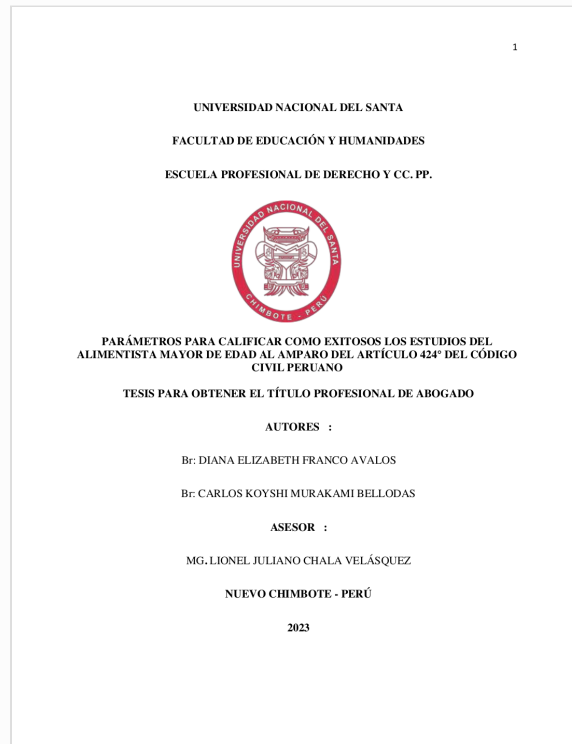 1
UNIVERSIDAD NACIONAL DEL SANTA
FACULTAD DE EDUCACIÓN Y HUMANIDADES
ESCUELA PROFESIONAL DE DERECHO Y CC. PP.
UNIVERSIDAD NACIONAL DEL SANTA
CHIMBOTE - PERÚ
PARÁMETROS PARA CALIFICAR COMO EXITOSOS LOS ESTUDIOS DEL
ALIMENTISTA MAYOR DE EDAD AL AMPARO DEL ARTÍCULO 424° DEL CÓDIGO
CIVIL PERUANO
TESIS PARA OBTENER EL TÍTULO PROFESIONAL DE ABOGADO
AUTORES :
Br: DIANA ELIZABETH FRANCO AVALOS
Br: CARLOS KOYSHI MURAKAMI BELLODAS
ASESOR :
MG. LIONEL JULIANO CHALA VELÁSQUEZ
NUEVO CHIMBOTE - PERÚ
2023